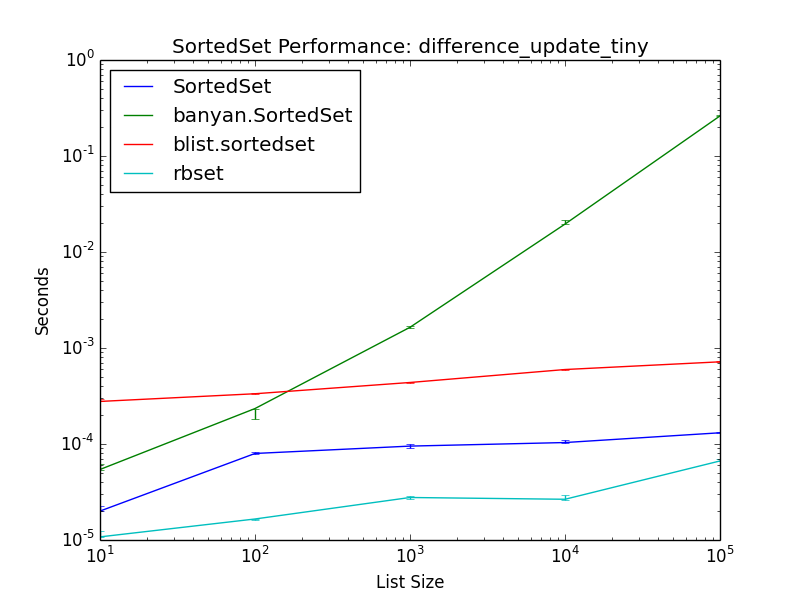 SortedSet Performance: difference_update_tiny
10^0
10^-1
10^-2
10^-3
10^-4
10^-5
Seconds
SortedSet
banyan.SortedSet
blist.sortedset
rbset
10^1 10^2 10^3 10^4 10^5
List Size